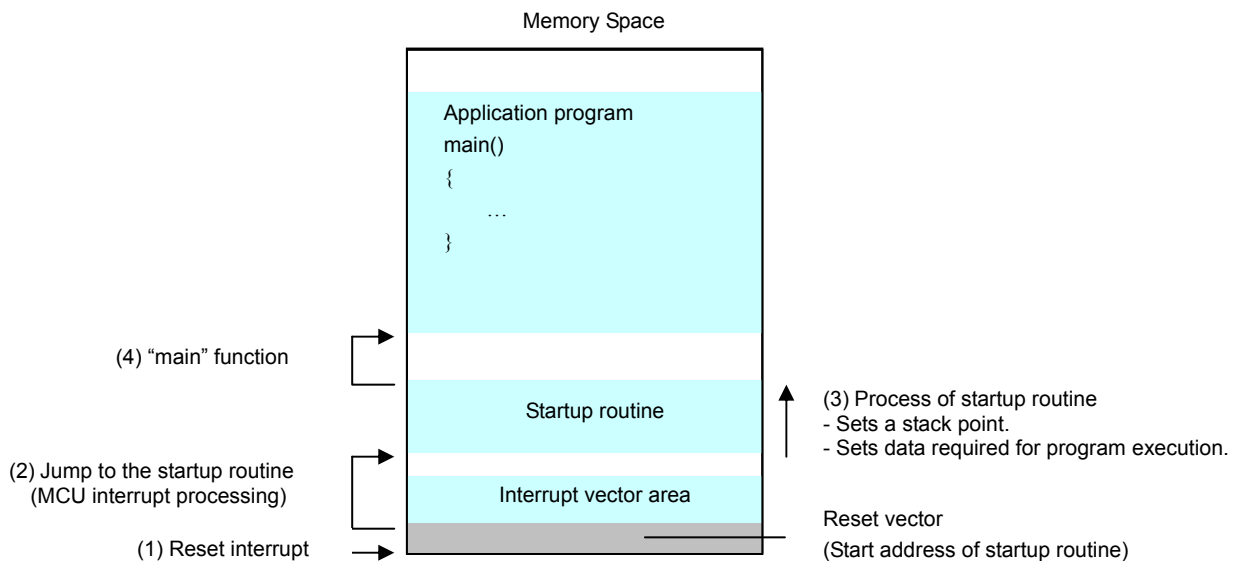 Memory Space
Application program
main()
{
...
}
(4) “main” function
Startup routine
(3) Process of startup routine
- Sets a stack point.
- Sets data required for program execution.
(2) Jump to the startup routine
(MCU interrupt processing)
Interrupt vector area
Reset vector
(Start address of startup routine)
(1) Reset interrupt